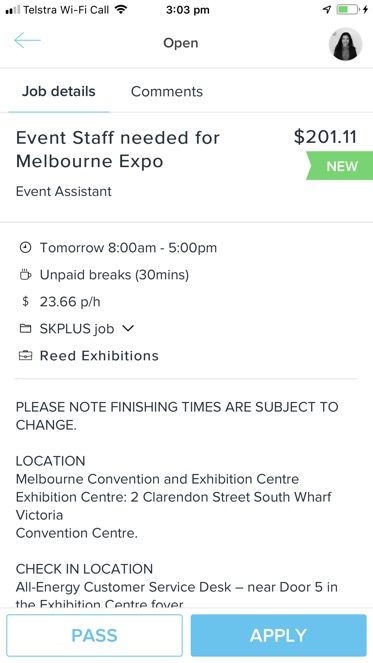 Telstra Wi-Fi Call 3:03 pm
Open
Job details Comments
Event Staff needed for $201.11
Melbourne Expo
NEW
Event Assistant
Tomorrow 8:00am - 5:00pm
Unpaid breaks (30mins)
$ 23.66 p/h
SKPLUS job
Reed Exhibitions
PLEASE NOTE FINISHING TIMES ARE SUBJECT TO
CHANGE.
LOCATION
Melbourne Convention and Exhibition Centre
Exhibition Centre: 2 Clarendon Street South Wharf
Victoria
Convention Centre.
CHECK IN LOCATION
All-Energy Customer Service Desk – near Door 5 in
the Exhibition Centre foyer
PASS APPLY